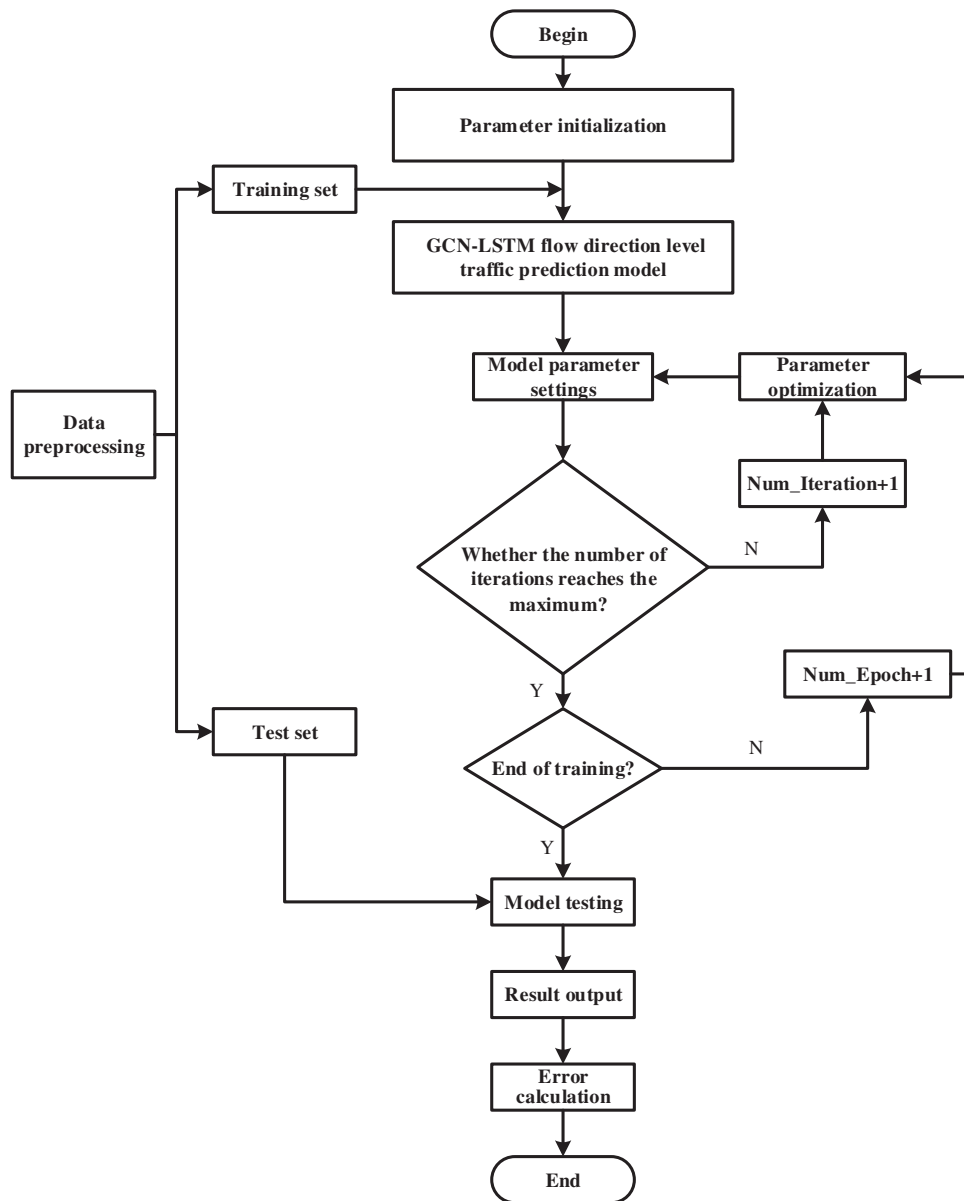 Begin
Parameter initialization
Training set
GCN-LSTM flow direction level
traffic prediction model
Model parameter
settings
Parameter
optimization
Data
preprocessing
Num_Iteration+1
N
Whether the number of
iterations reaches the
maximum?
Y
Num_Epoch+1
Test set
N
End of training?
Y
Model testing
Result output
Error
calculation
End